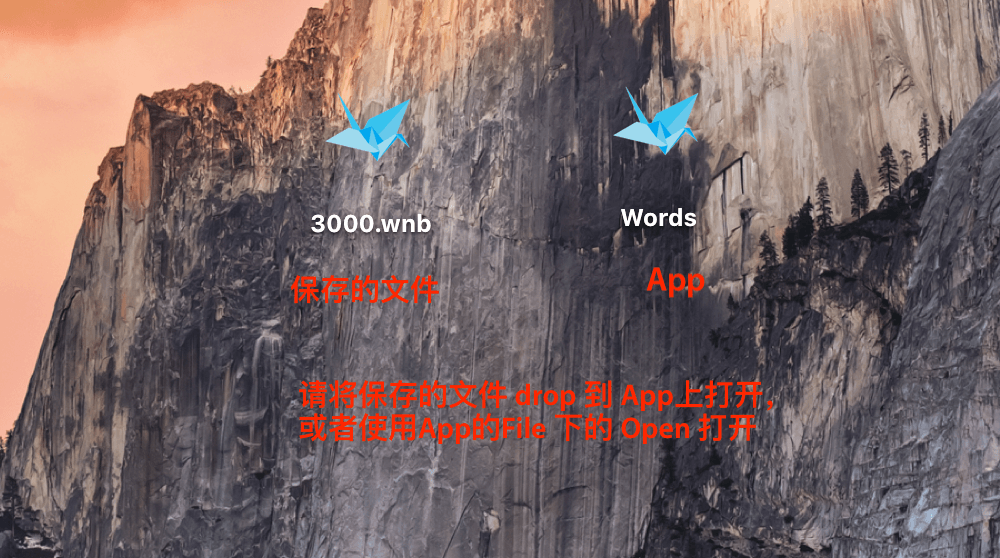 3000.wnb
Words
保存的文件
App
请将保存的文件 drop 到 App上打开，
或者使用App的File 下的 Open 打开